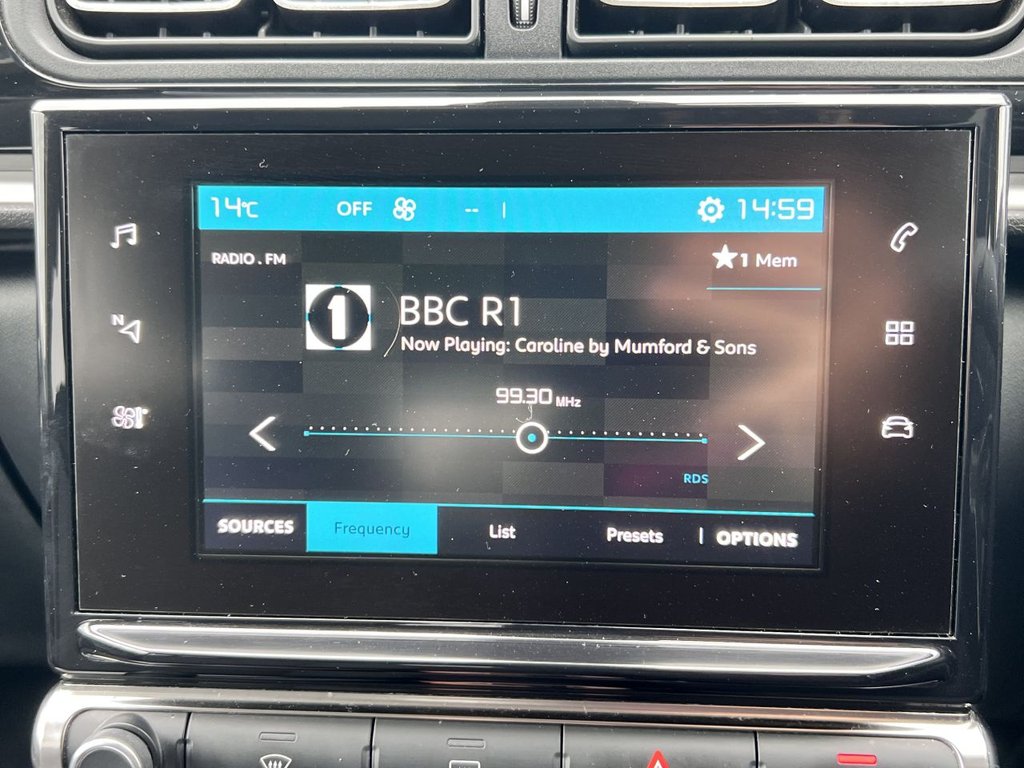 14°C OFF -- 14:59
RADIO . FM
1 Mem
1
BBC R1
Now Playing: Caroline by Mumford & Sons
99.30 MHz
N
RDS
SOURCES Frequency List Presets OPTIONS